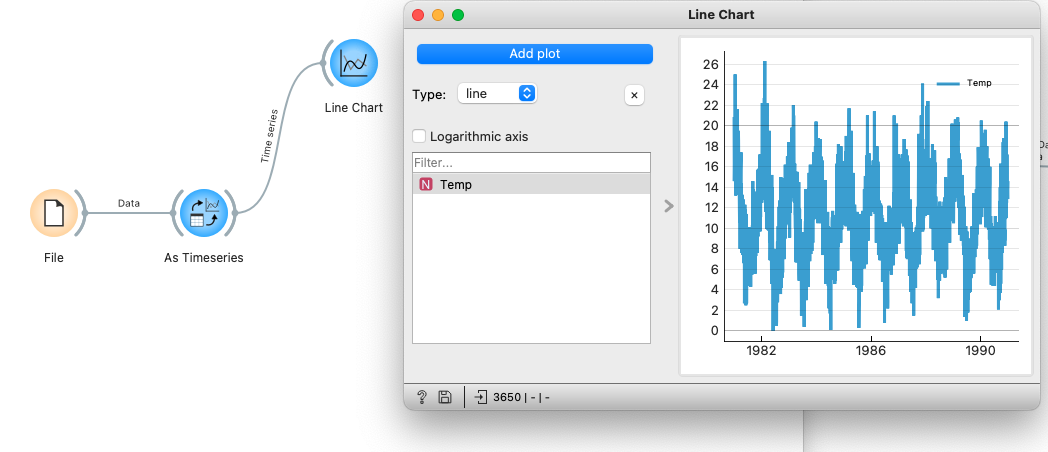 Line Chart
Add plot
Type: line ×
Logarithmic axis
Filter...
N Temp
26
24
22
20
18
16
14
12
10
8
6
4
2
0
Temp
1982 1986 1990
? 3650 | - | -
Line Chart
Time series
Data
File
As Timeseries